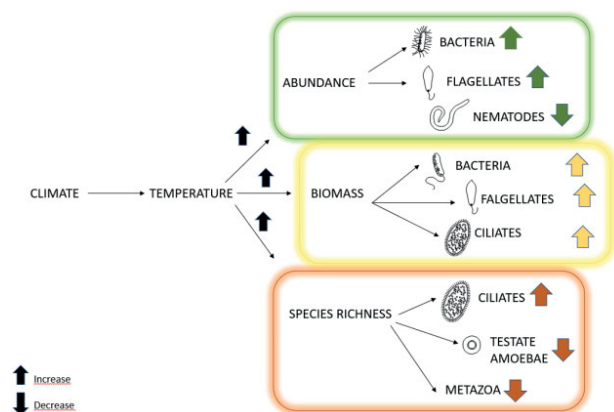 BACTERIA
ABUNDANCE
FLAGELLATES
NEMATODES
CLIMATE
TEMPERATURE
BIOMASS
BACTERIA
FALGELLATES
CILIATES
SPECIES RICHNESS
CILIATES
TESTATE
AMOEBAE
METAZOA
Increase
Decrease